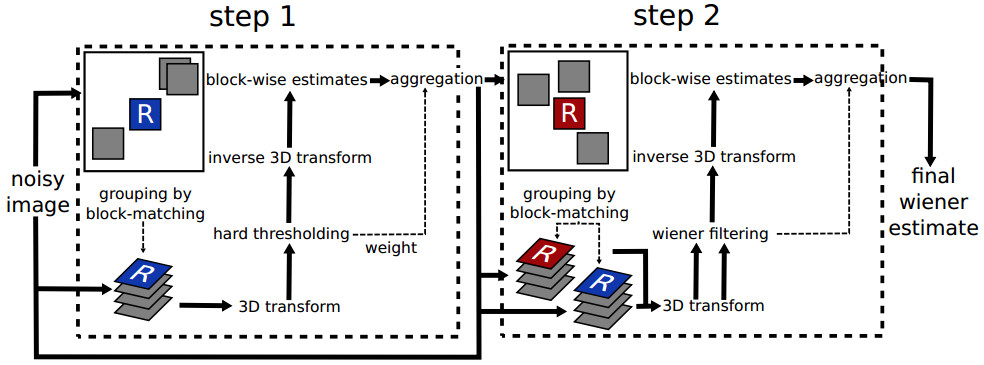 step 1
R
block-wise estimates
aggregation
inverse 3D transform
noisy
image
grouping by
block-matching
hard thresholding
weight
R
3D transform
step 2
R
block-wise estimates
aggregation
inverse 3D transform
grouping by
block-matching
wiener filtering
R
R
3D transform
final
wiener
estimate